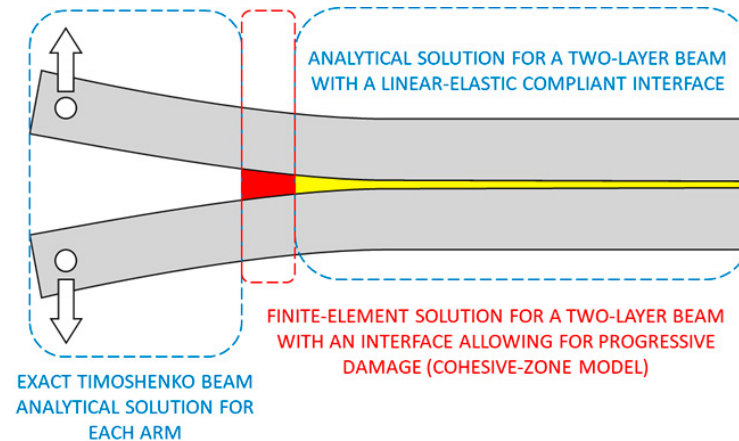 ANALYTICAL SOLUTION FOR A TWO-LAYER BEAM
WITH A LINEAR-ELASTIC COMPLIANT INTERFACE
FINITE-ELEMENT SOLUTION FOR A TWO-LAYER BEAM
WITH AN INTERFACE ALLOWING FOR PROGRESSIVE
DAMAGE (COHESIVE-ZONE MODEL)
EXACT TIMOSHENKO BEAM
ANALYTICAL SOLUTION FOR
EACH ARM